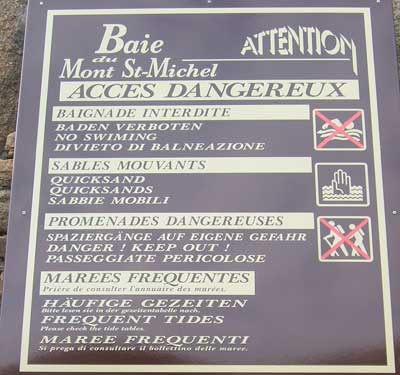 Baie
du
Mont St-Michel
ATTENTION
ACCES DANGEREUX
BAIGNADE INTERDITE
BADEN VERBOTEN
NO SWIMING
DIVIETO DI BALNEAZIONE
SABLES MOUVANTS
QUICKSAND
QUICKSANDS
SABBIE MOBILI
PROMENADES DANGEREUSES
SPAZIERGÄNGE AUF EIGENE GEFAHR
DANGER ! KEEP OUT !
PASSEGGIATE PERICOLOSE
MAREES FREQUENTES
Prière de consulter l'annuaire des marées.
HÄUFIGE GEZEITEN
Bitte lesen sie in der gezeitentabelle nach.
FREQUENT TIDES
Please check the tide tables.
MAREE FREQUENTI
Si prega di consultare il bollettino delle maree.